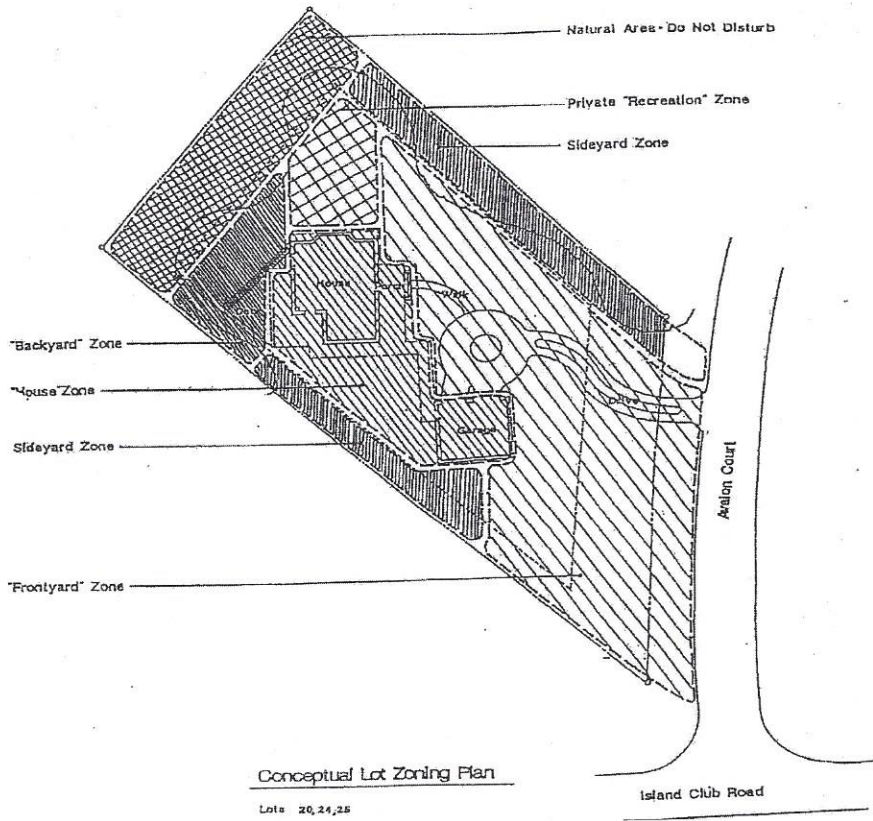 Natural Area - Do Not Disturb
Private "Recreation" Zone
Sideyard Zone
House
Walk
"Backyard" Zone
"House" Zone
Drive
Garage
Sideyard Zone
Avalon Court
"Frontyard" Zone
Conceptual Lot Zoning Plan
Island Club Road
Lots 20,24,25